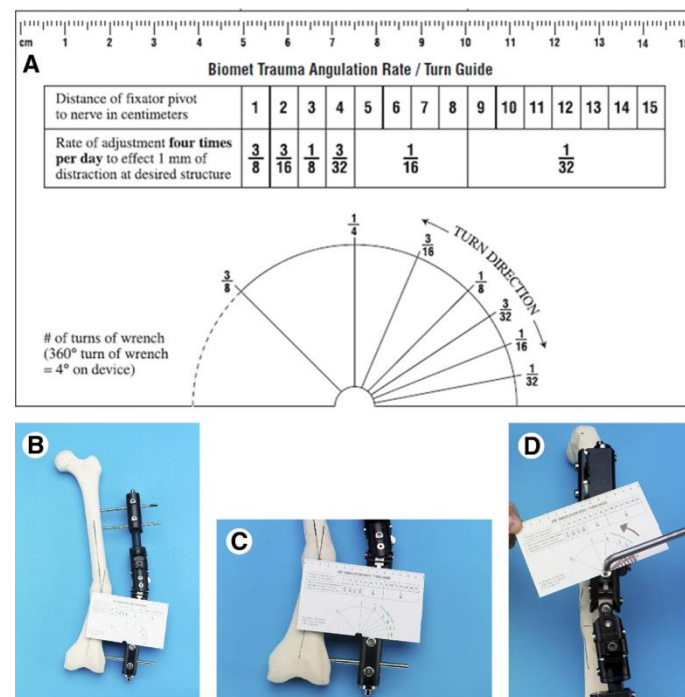 cm 1 2 3 4 5 6 7 8 9 10 11 12 13 14 15
A
Biomet Trauma Angulation Rate / Turn Guide
Distance of fixator pivot
to nerve in centimeters
1 2 3 4 5 6 7 8 9 10 11 12 13 14 15
Rate of adjustment four times
per day to effect 1 mm of
distraction at desired structure
3/8 3/16 1/8 3/32 1/16 1/32
1/4
3/16
TURN DIRECTION
3/8
1/8
3/32
1/16
1/32
# of turns of wrench
(360° turn of wrench
= 4° on device)
B
C
D